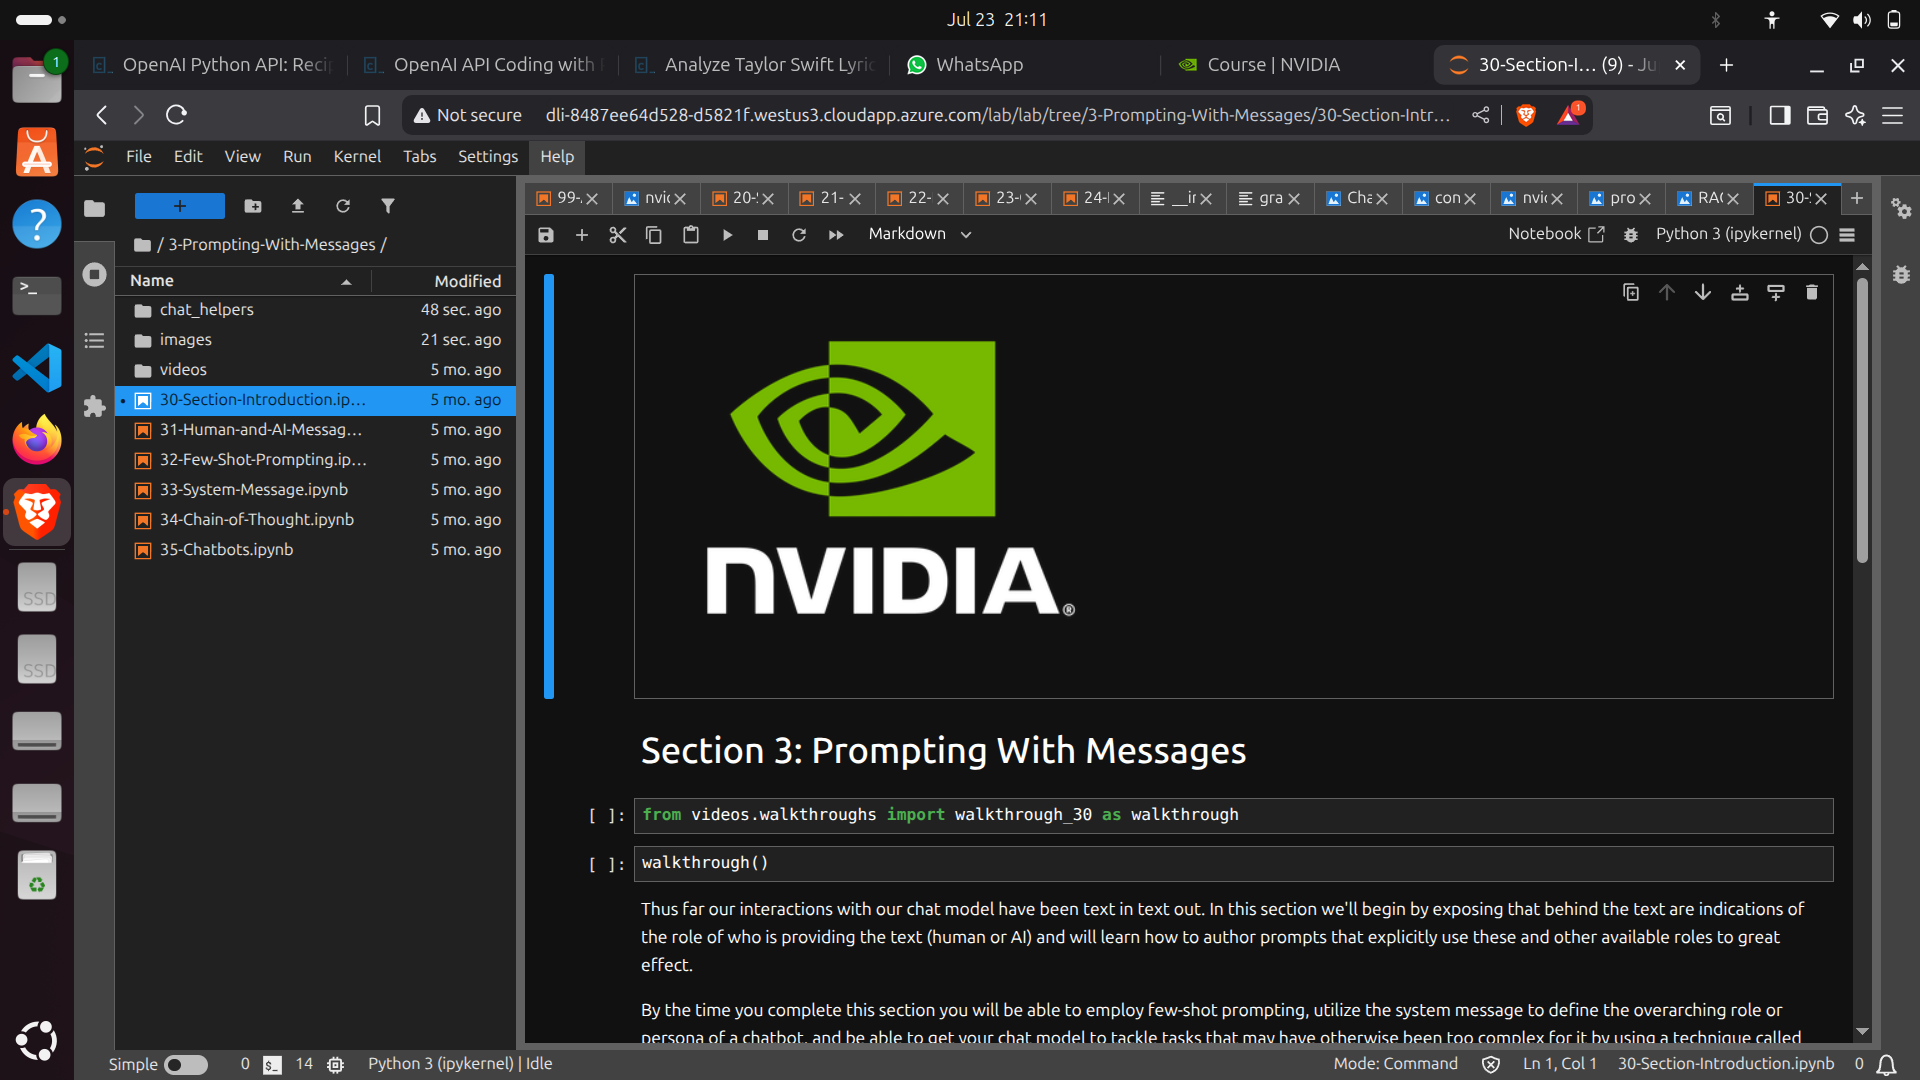 Jul 23 21:11
1
OpenAI Python API: Reci
OpenAI API Coding with
Analyze Taylor Swift Lyric
WhatsApp
Course | NVIDIA
30-Section-I… (9) - Ju
Not secure
dli-8487ee64d528-d5821f.westus3.cloudapp.azure.com/lab/lab/tree/3-Prompting-With-Messages/30-Section-Intr…
1
File Edit View Run Kernel Tabs Settings Help
99-.
nvic
20-
21-
22-
23-
24-
gra
Cha
con
nvic
pro
RA
30-
Markdown
Notebook
Python 3 (ipykernel)
/ 3-Prompting-With-Messages /
Name Modified
chat_helpers 48 sec. ago
images 21 sec. ago
videos 5 mo. ago
30-Section-Introduction.ip… 5 mo. ago
31-Human-and-AI-Messag… 5 mo. ago
32-Few-Shot-Prompting.ip… 5 mo. ago
33-System-Message.ipynb 5 mo. ago
34-Chain-of-Thought.ipynb 5 mo. ago
35-Chatbots.ipynb 5 mo. ago
SSD
SSD
NVIDIA®
Section 3: Prompting With Messages
[ ]: from videos.walkthroughs import walkthrough_30 as walkthrough
[ ]: walkthrough()
Thus far our interactions with our chat model have been text in text out. In this section we'll begin by exposing that behind the text are indications of
the role of who is providing the text (human or AI) and will learn how to author prompts that explicitly use these and other available roles to great
effect.
By the time you complete this section you will be able to employ few-shot prompting, utilize the system message to define the overarching role or
persona of a chatbot, and be able to get your chat model to tackle tasks that may have otherwise been too complex for it by using a technique called
Simple 0 $_ 14 Python 3 (ipykernel) | Idle
Mode: Command Ln 1, Col 1 30-Section-Introduction.ipynb 0